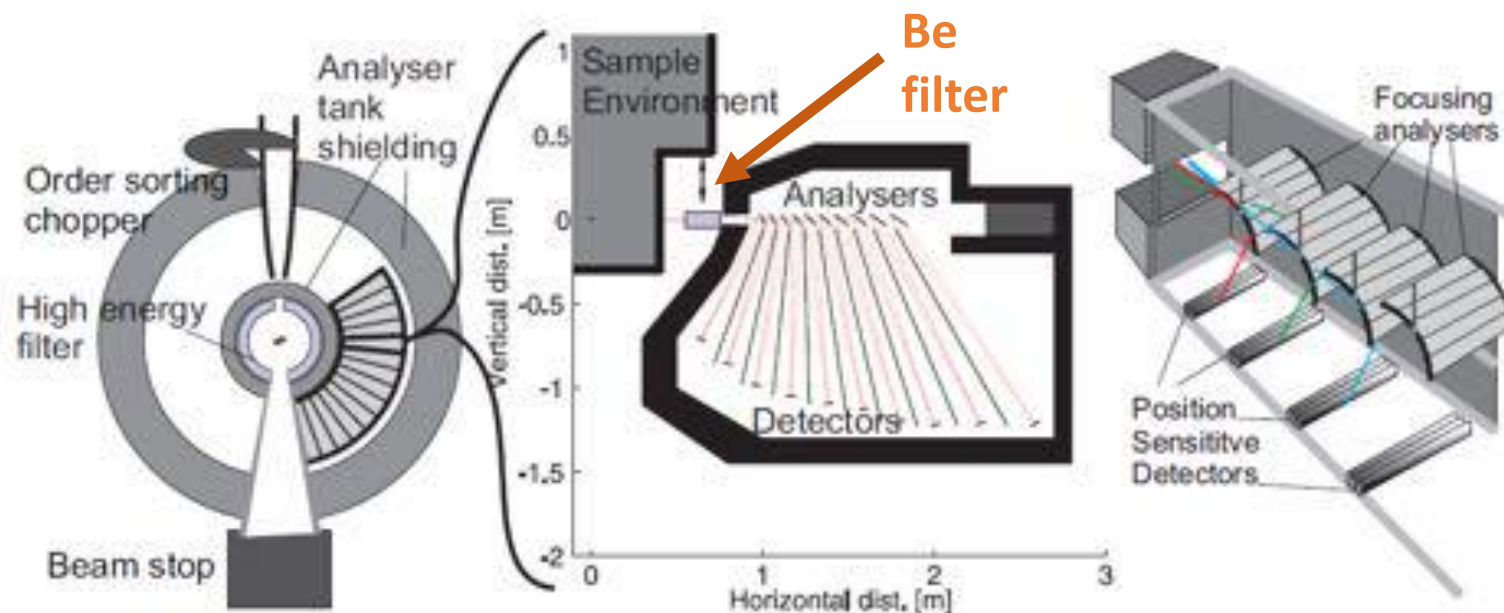 Analyser
tank
shielding
Order sorting
chopper
High energy
filter
Beam stop
Be
filter
Sample
Environment
Analysers
Detectors
Vertical dist. [m]
1
0.5
0
-0.5
-1
-1.5
-2
0
1
2
3
Horizontal dist. [m]
Focusing
analysers
Position
Sensititve
Detectors